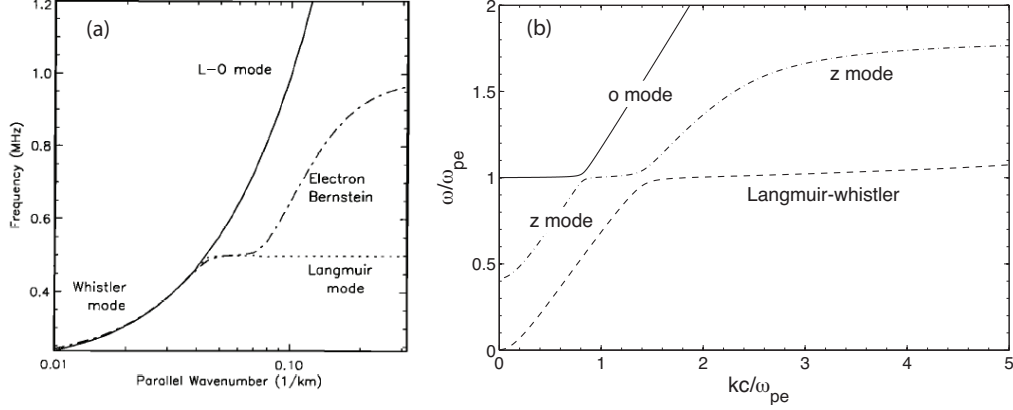 (a)
1.2
1.0
0.8
0.6
0.4
Frequency (MHz)
L-O mode
Electron
Bernstein
Langmuir
mode
Whistler
mode
0.01
0.10
Parallel Wavenumber (1/km)
(b)
2
1.5
1
0.5
0
ω/ωpe
o mode
z mode
z mode
Langmuir-whistler
0
1
2
3
4
5
kc/ωpe